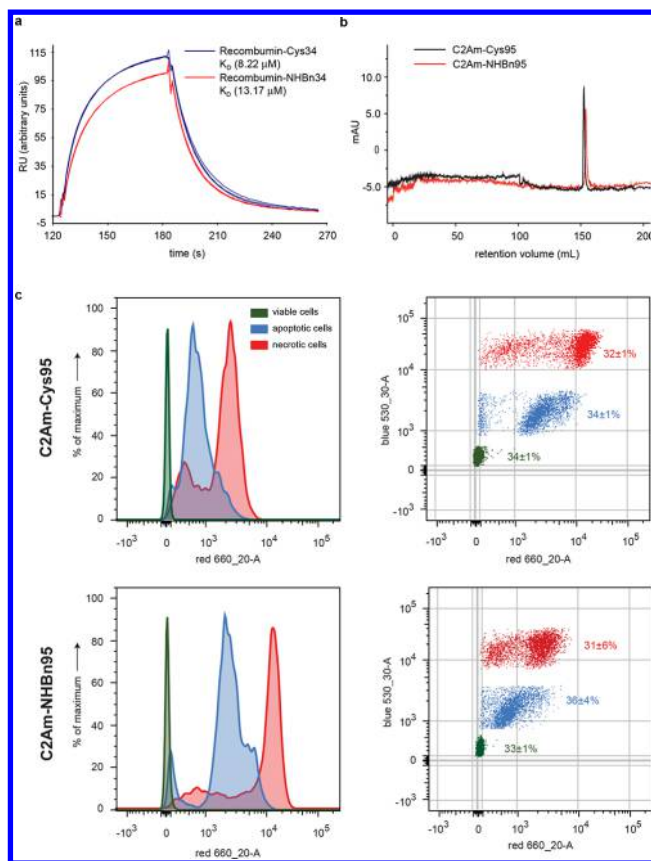 a
115
95
75
55
35
15
-5
RU (arbitrary units)
120
150
180
210
240
270
time (s)
Recombumin-Cys34
K_D (8.22 μM)
Recombumin-NHBn34
K_D (13.17 μM)
b
C2Am-Cys95
C2Am-NHBn95
10.0
5.0
0.0
-5.0
mAU
0
50
100
150
200
retention volume (mL)
c
C2Am-Cys95
100
80
60
40
20
0
% of maximum
viable cells
apoptotic cells
necrotic cells
-10³ 0 10³ 10⁴ 10⁵
red 660_20-A
10⁵
10⁴
10³
0
-10³
blue 530_30-A
32±1%
34±1%
34±1%
-10³ 0 10³ 10⁴ 10⁵
red 660_20-A
C2Am-NHBn95
100
80
60
40
20
0
% of maximum
-10³ 0 10³ 10⁴ 10⁵
red 660_20-A
10⁵
10⁴
10³
0
-10³
blue 530_30-A
31±6%
36±4%
33±1%
-10³ 0 10³ 10⁴ 10⁵
red 660_20-A